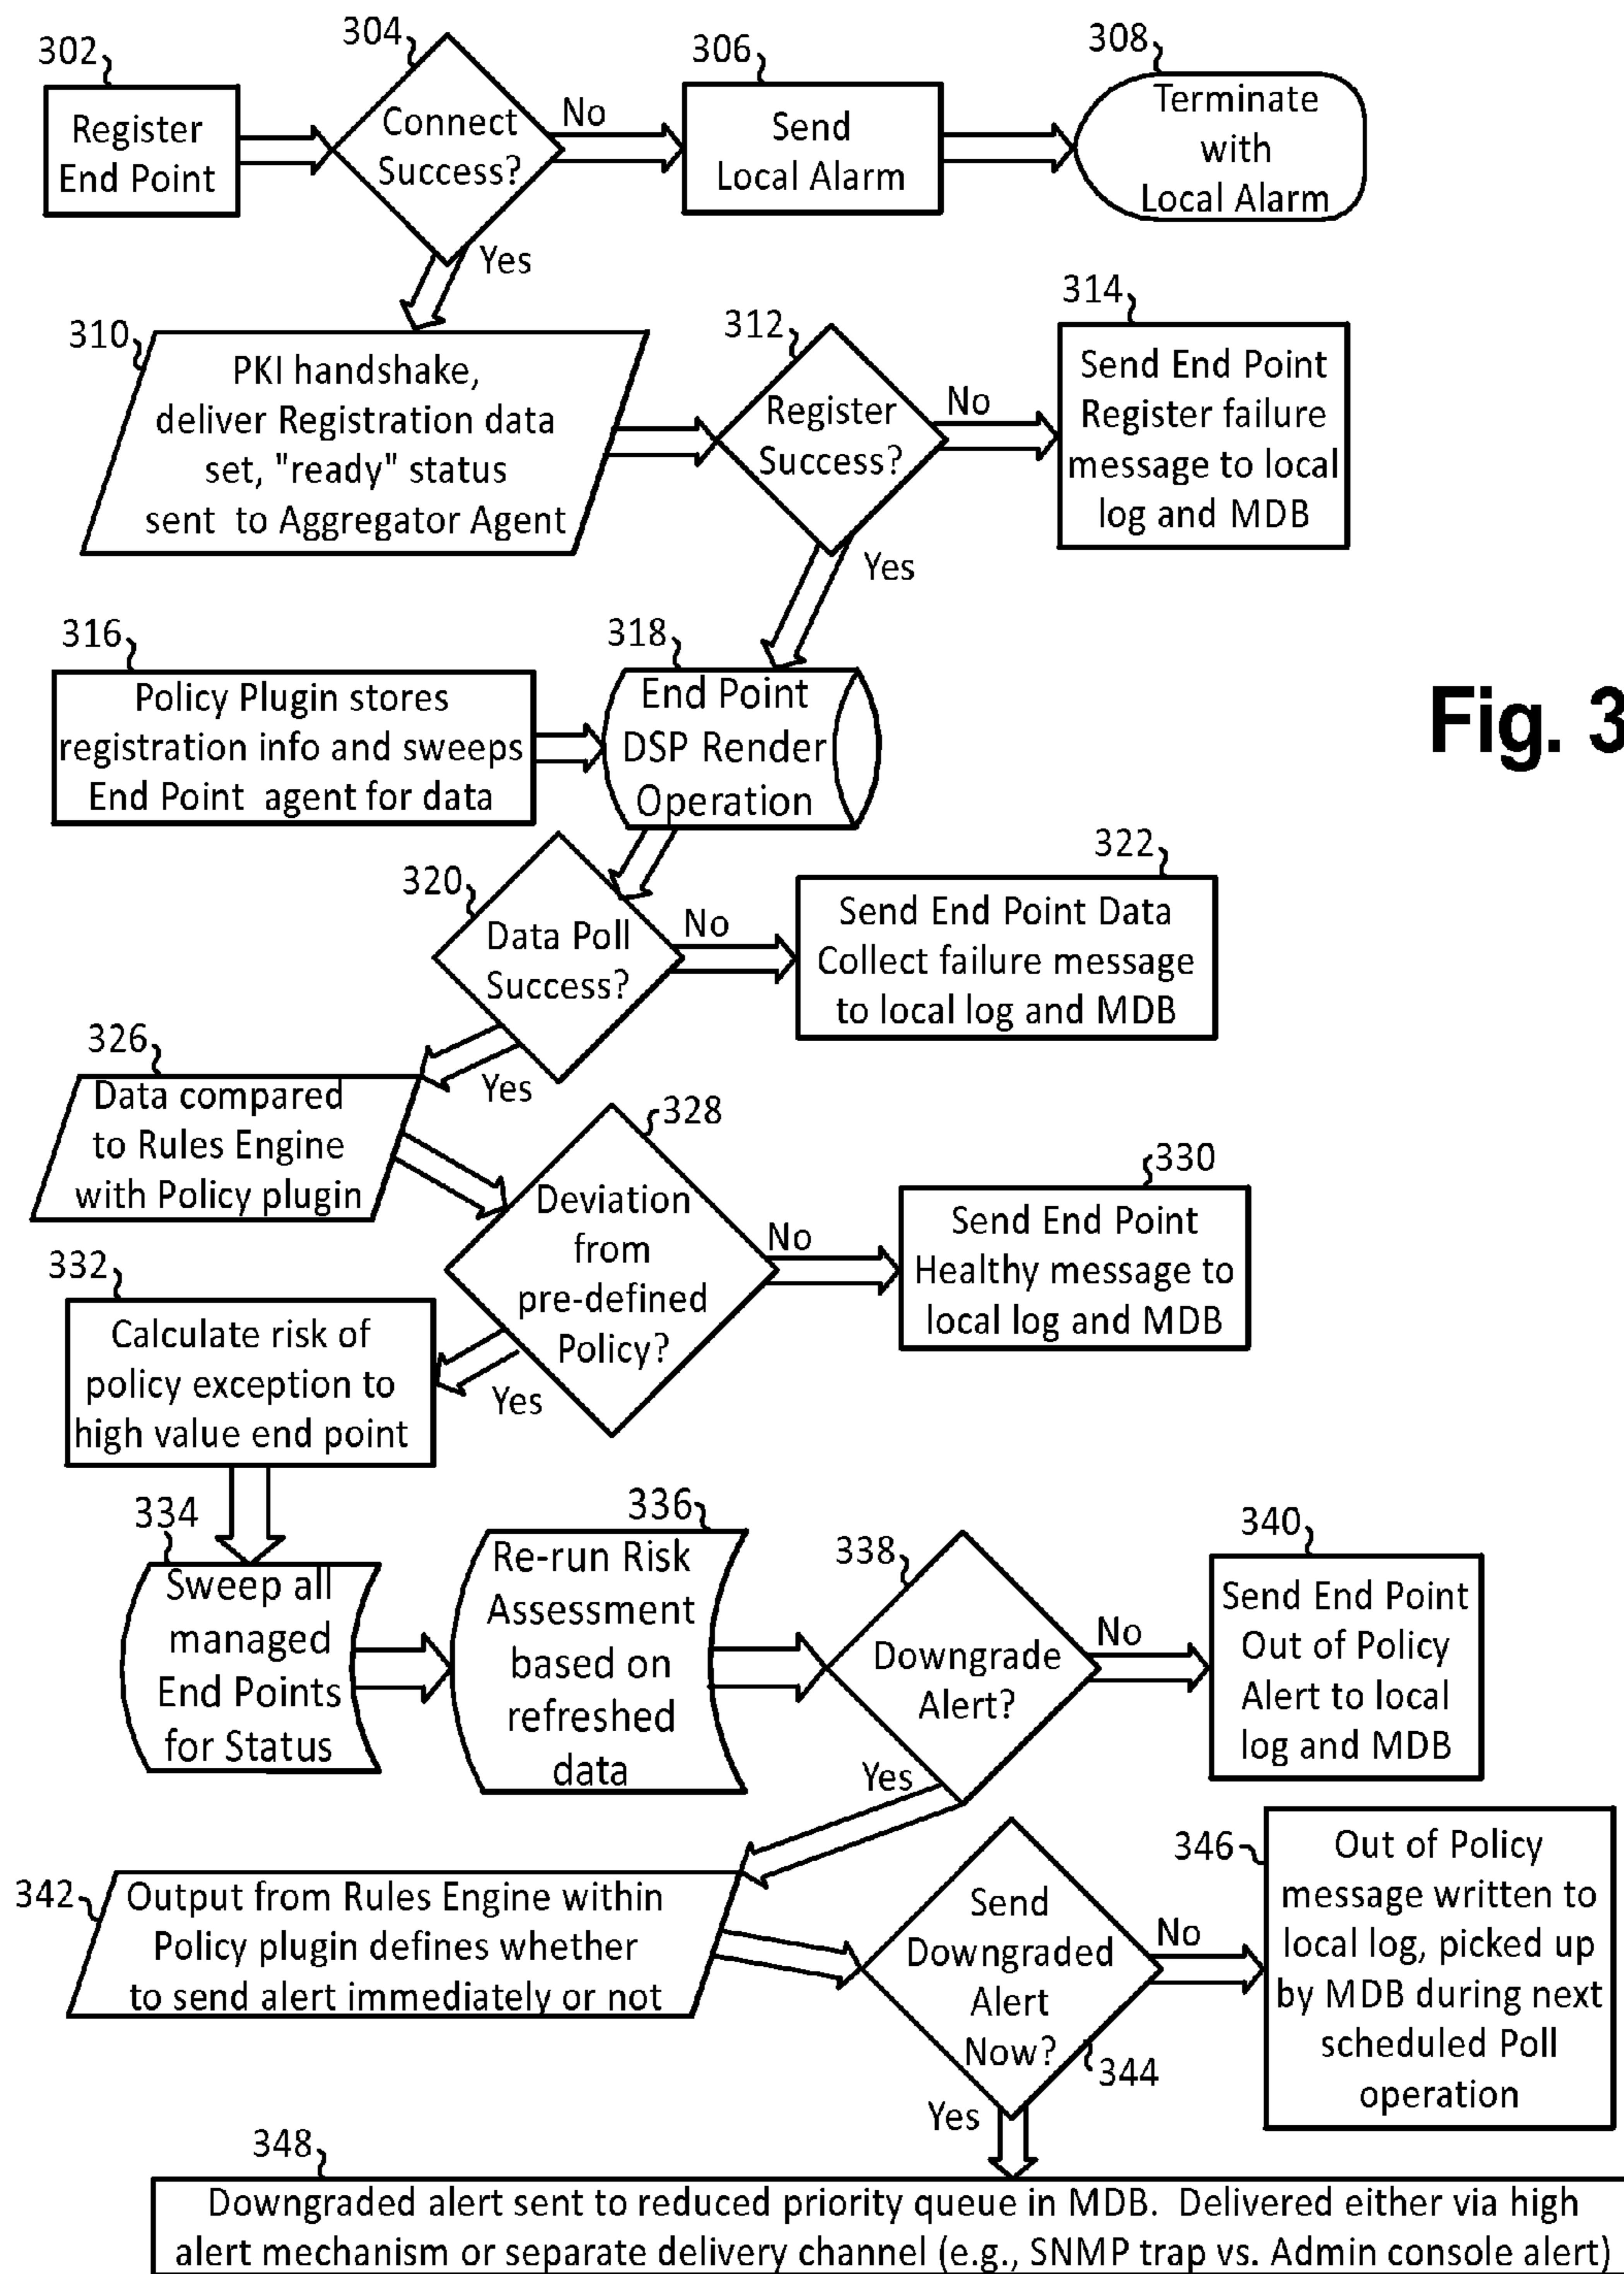 302
Register
End Point
304
Connect
Success?
No
306
Send
Local Alarm
308
Terminate
with
Local Alarm
Yes
310
PKI handshake,
deliver Registration data
set, "ready" status
sent to Aggregator Agent
312
Register
Success?
No
314
Send End Point
Register failure
message to local
log and MDB
Yes
316
Policy Plugin stores
registration info and sweeps
End Point agent for data
318
End Point
DSP Render
Operation
Fig. 3
320
Data Poll
Success?
No
322
Send End Point Data
Collect failure message
to local log and MDB
Yes
326
Data compared
to Rules Engine
with Policy plugin
328
Deviation
from
pre-defined
Policy?
No
330
Send End Point
Healthy message to
local log and MDB
Yes
332
Calculate risk of
policy exception to
high value end point
334
Sweep all
managed
End Points
for Status
336
Re-run Risk
Assessment
based on
refreshed
data
338
Downgrade
Alert?
No
340
Send End Point
Out of Policy
Alert to local
log and MDB
Yes
342
Output from Rules Engine within
Policy plugin defines whether
to send alert immediately or not
Send
Downgraded
Alert
Now?
344
No
346
Out of Policy
message written to
local log, picked up
by MDB during next
scheduled Poll
operation
Yes
348
Downgraded alert sent to reduced priority queue in MDB. Delivered either via high
alert mechanism or separate delivery channel (e.g., SNMP trap vs. Admin console alert)